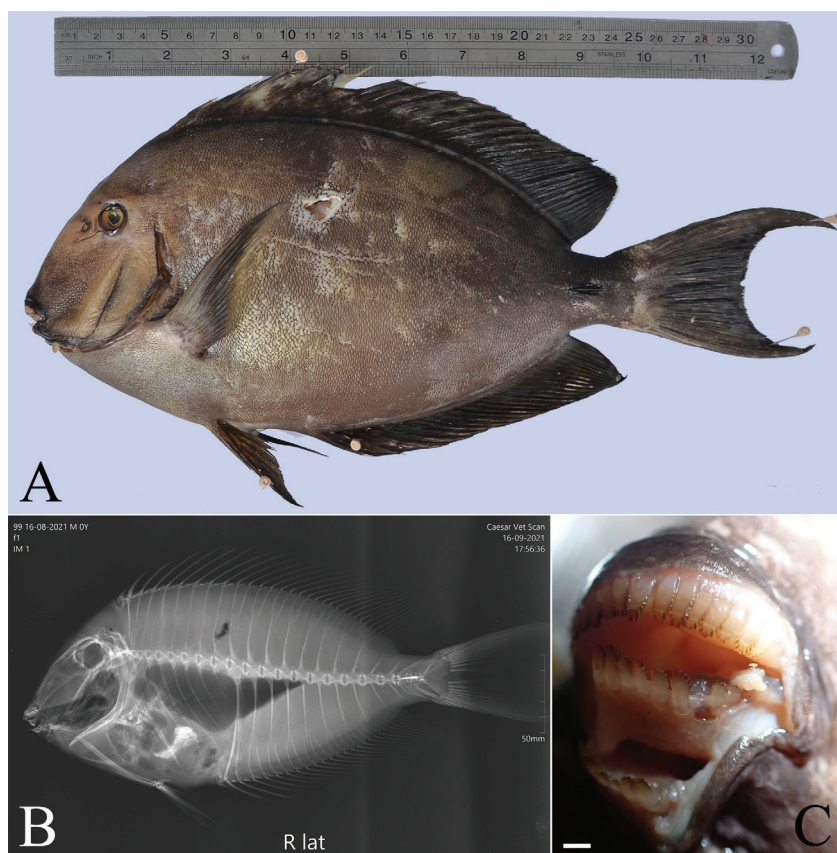 cm 1 2 3 4 5 6 7 8 9 10 11 12 13 14 15 16 17 18 19 20 21 22 23 24 25 26 27 28 29 30
32 INCH 1 2 3 64 4 5 6 7 8 9 STAINLESS 10 11 12
A
99 16-08-2021 M 0Y
f1
IM 1
Caesar Vet Scan
16-09-2021
17:56:36
50mm
R lat
B
C